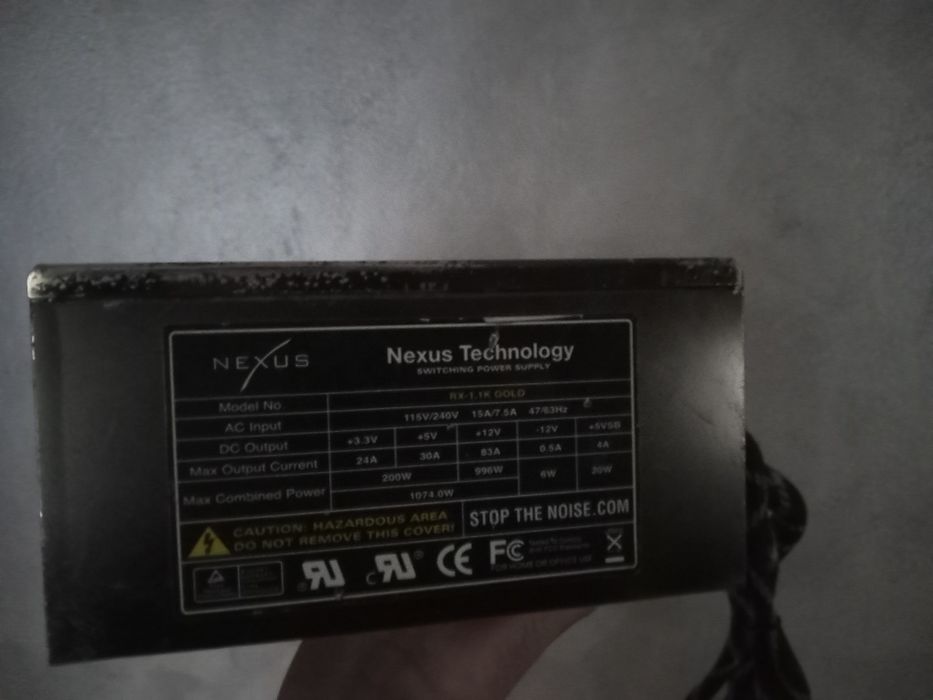 NEXUS
Nexus Technology
SWITCHING POWER SUPPLY
Model No. RX-1.1K GOLD
AC Input 115V/240V 15A/7.5A 47/63Hz
DC Output +3.3V +5V +12V -12V +5VSB
Max Output Current 24A 30A 83A 0.5A 4A
Max Combined Power 200W 996W 6W 20W
1074.0W
CAUTION: HAZARDOUS AREA
DO NOT REMOVE THIS COVER!
STOP THE NOISE.COM
c RU US RU CE FC
FOR HOME OR OFFICE USE